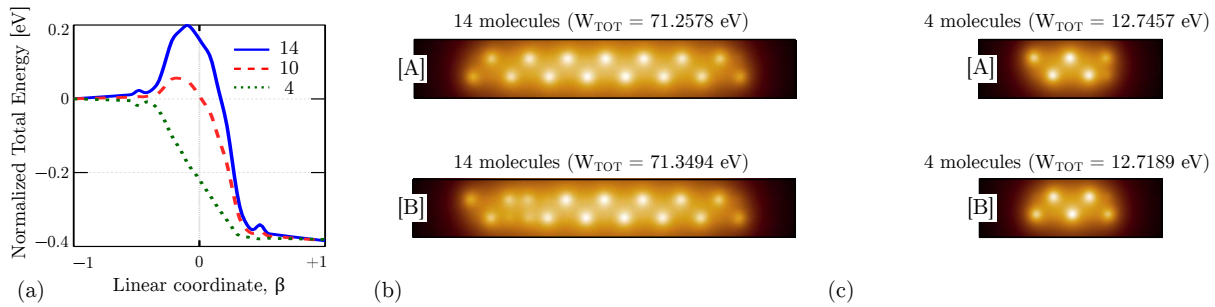 Normalized Total Energy [eV]
0.2
0
−0.2
−0.4
14
10
4
−1
0
+1
Linear coordinate, β
(a)
14 molecules (W_TOT = 71.2578 eV)
[A]
14 molecules (W_TOT = 71.3494 eV)
[B]
(b)
4 molecules (W_TOT = 12.7457 eV)
[A]
4 molecules (W_TOT = 12.7189 eV)
[B]
(c)